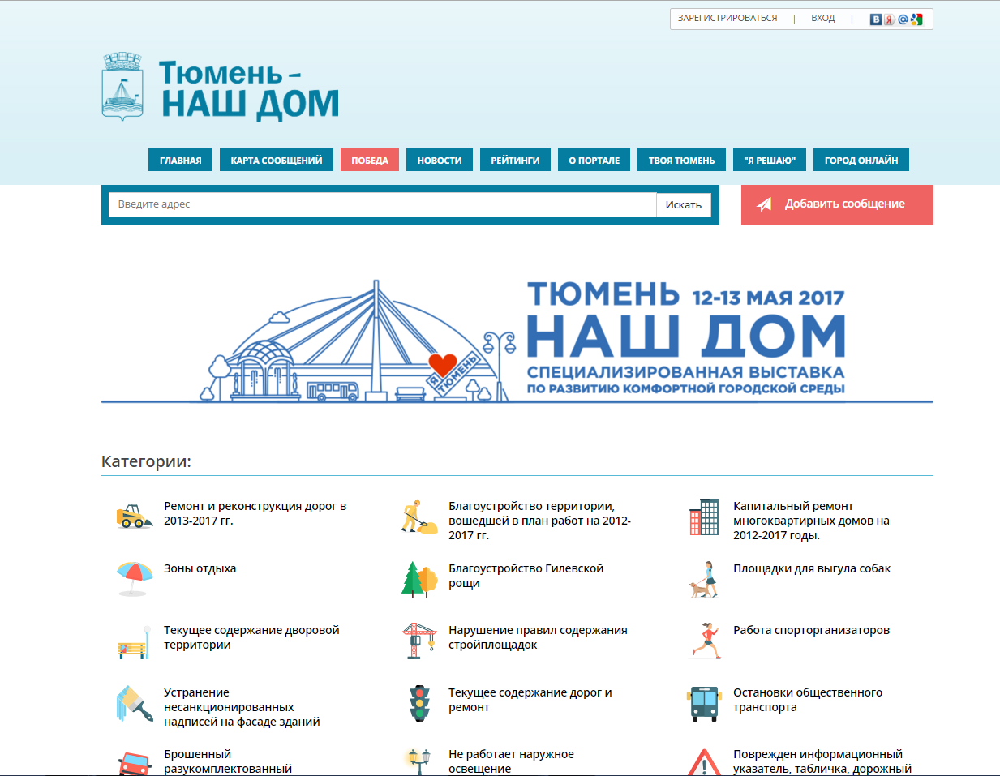 ЗАРЕГИСТРИРОВАТЬСЯ | ВХОД |
Тюмень -
НАШ ДОМ
ГЛАВНАЯ КАРТА СООБЩЕНИЙ ПОБЕДА НОВОСТИ РЕЙТИНГИ О ПОРТАЛЕ ТВОЯ ТЮМЕНЬ "Я РЕШАЮ" ГОРОД ОНЛАЙН
Введите адрес Искать Добавить сообщение
ТЮМЕНЬ 12-13 МАЯ 2017
НАШ ДОМ
СПЕЦИАЛИЗИРОВАННАЯ ВЫСТАВКА
ПО РАЗВИТИЮ КОМФОРТНОЙ ГОРОДСКОЙ СРЕДЫ
Я ТЮМЕНЬ
Категории:
Ремонт и реконструкция дорог в
2013-2017 гг.
Благоустройство территории,
вошедшей в план работ на 2012-
2017 гг.
Капитальный ремонт
многоквартирных домов на
2012-2017 годы.
Зоны отдыха
Благоустройство Гилевской
рощи
Площадки для выгула собак
Текущее содержание дворовой
территории
Нарушение правил содержания
стройплощадок
Работа спорторганизаторов
Устранение
несанкционированных
надписей на фасаде зданий
Текущее содержание дорог и
ремонт
Остановки общественного
транспорта
Брошенный
разукомплектованный
Не работает наружное
освещение
Поврежден информационный
указатель, табличка, дорожный